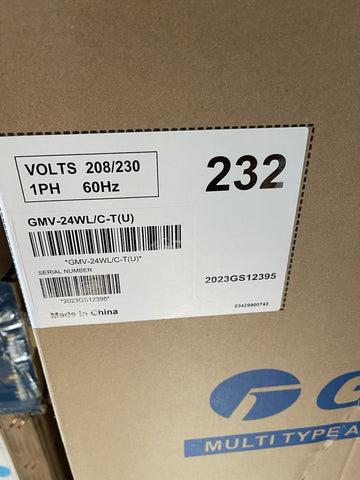 VOLTS 208/230
1PH 60Hz
232
GMV-24WL/C-T(U)
"GMV-24WL/C-T(U)"
SERIAL NUMBER
"2023GS12395"
2023GS12395
63429900743
Made in China
G
MULTI TYPE A